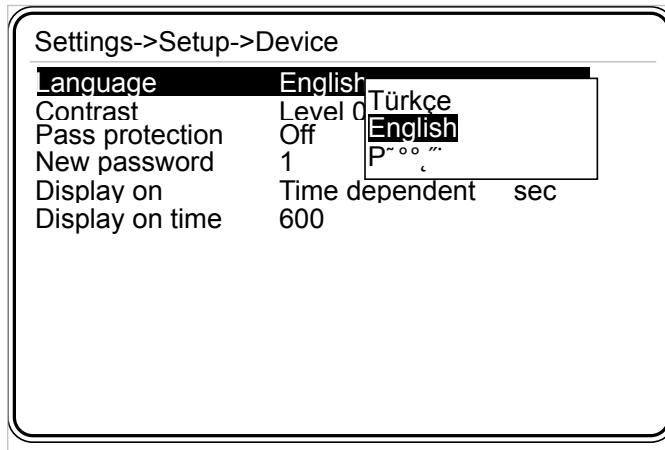 Settings->Setup->Device
Language English
Türkçe
Contrast Level 0
English
Pass protection Off
New password 1
Display on Time dependent sec
Display on time 600